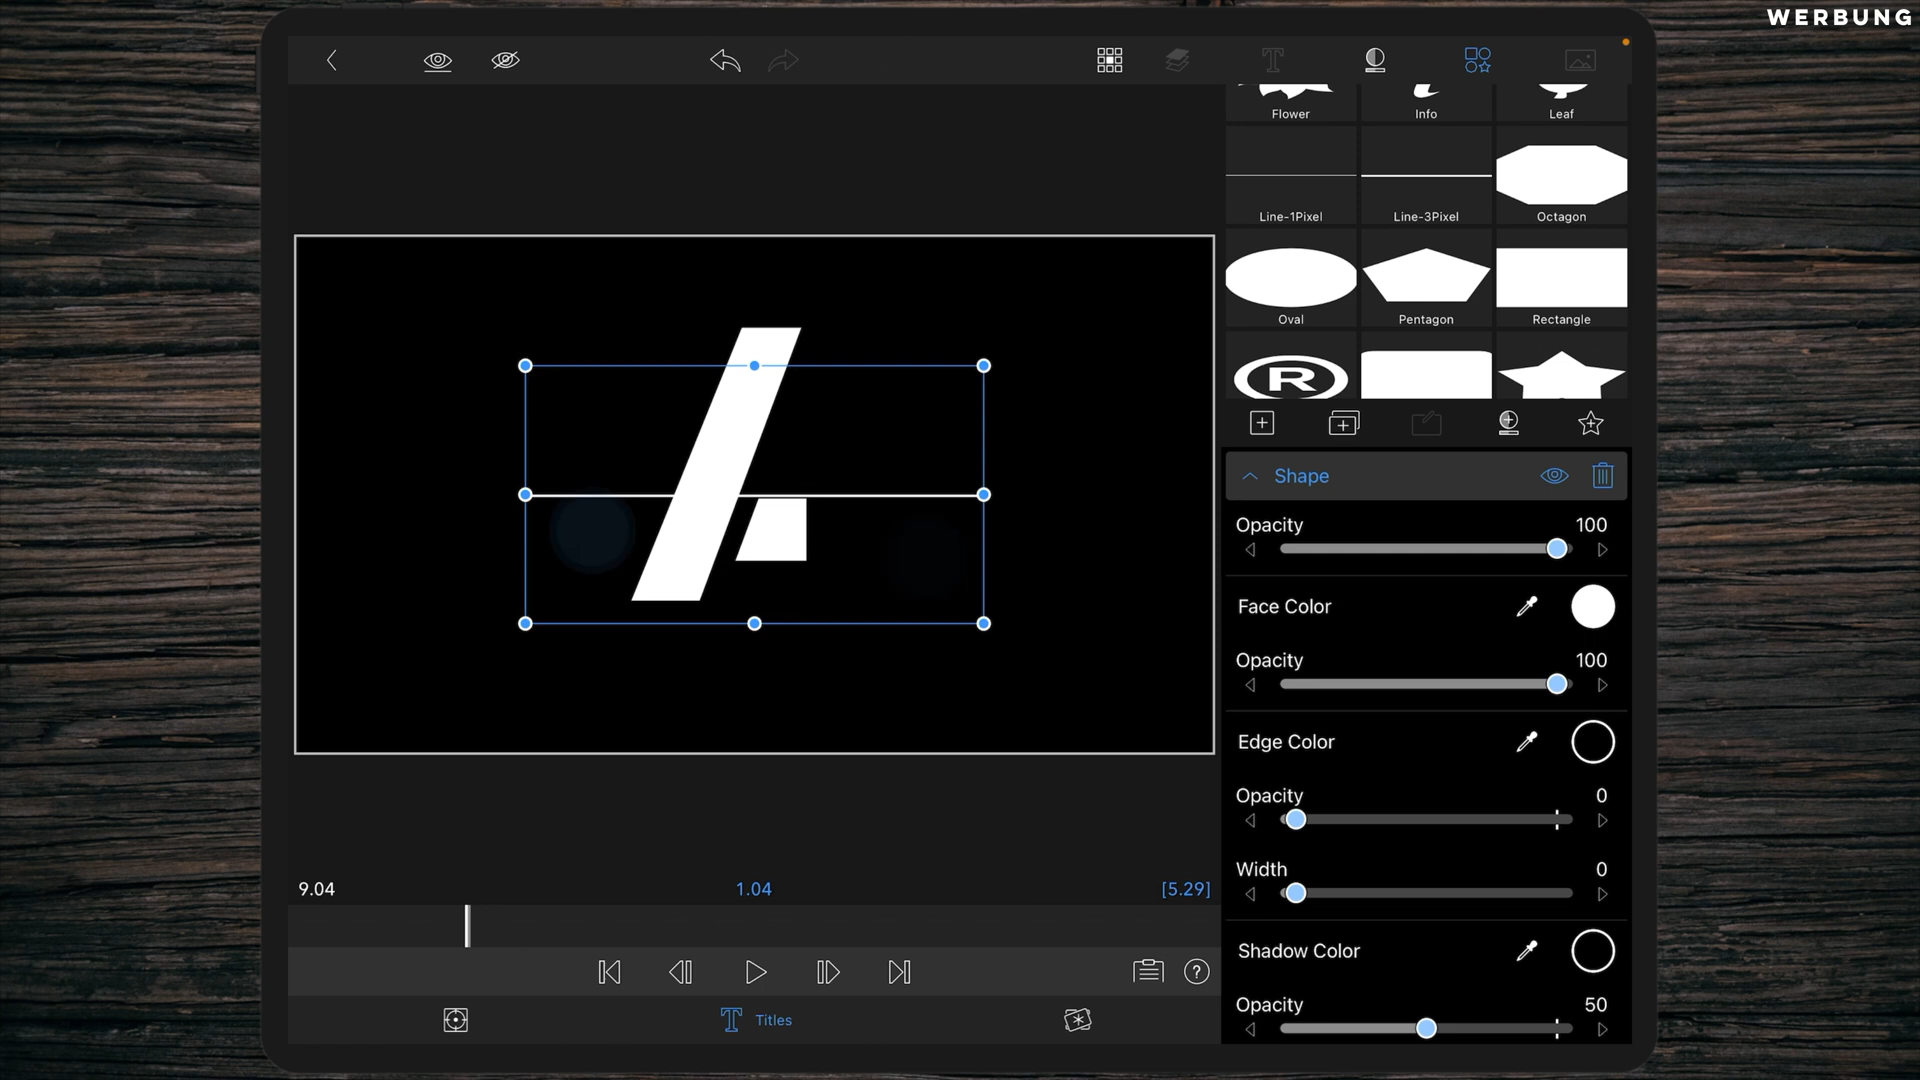 WERBUNG
Flower
Info
Leaf
Line-1Pixel
Line-3Pixel
Octagon
Oval
Pentagon
Rectangle
R
Shape
Opacity 100
Face Color
Opacity 100
Edge Color
Opacity 0
Width 0
Shadow Color
Opacity 50
9.04
1.04
[5.29]
Titles